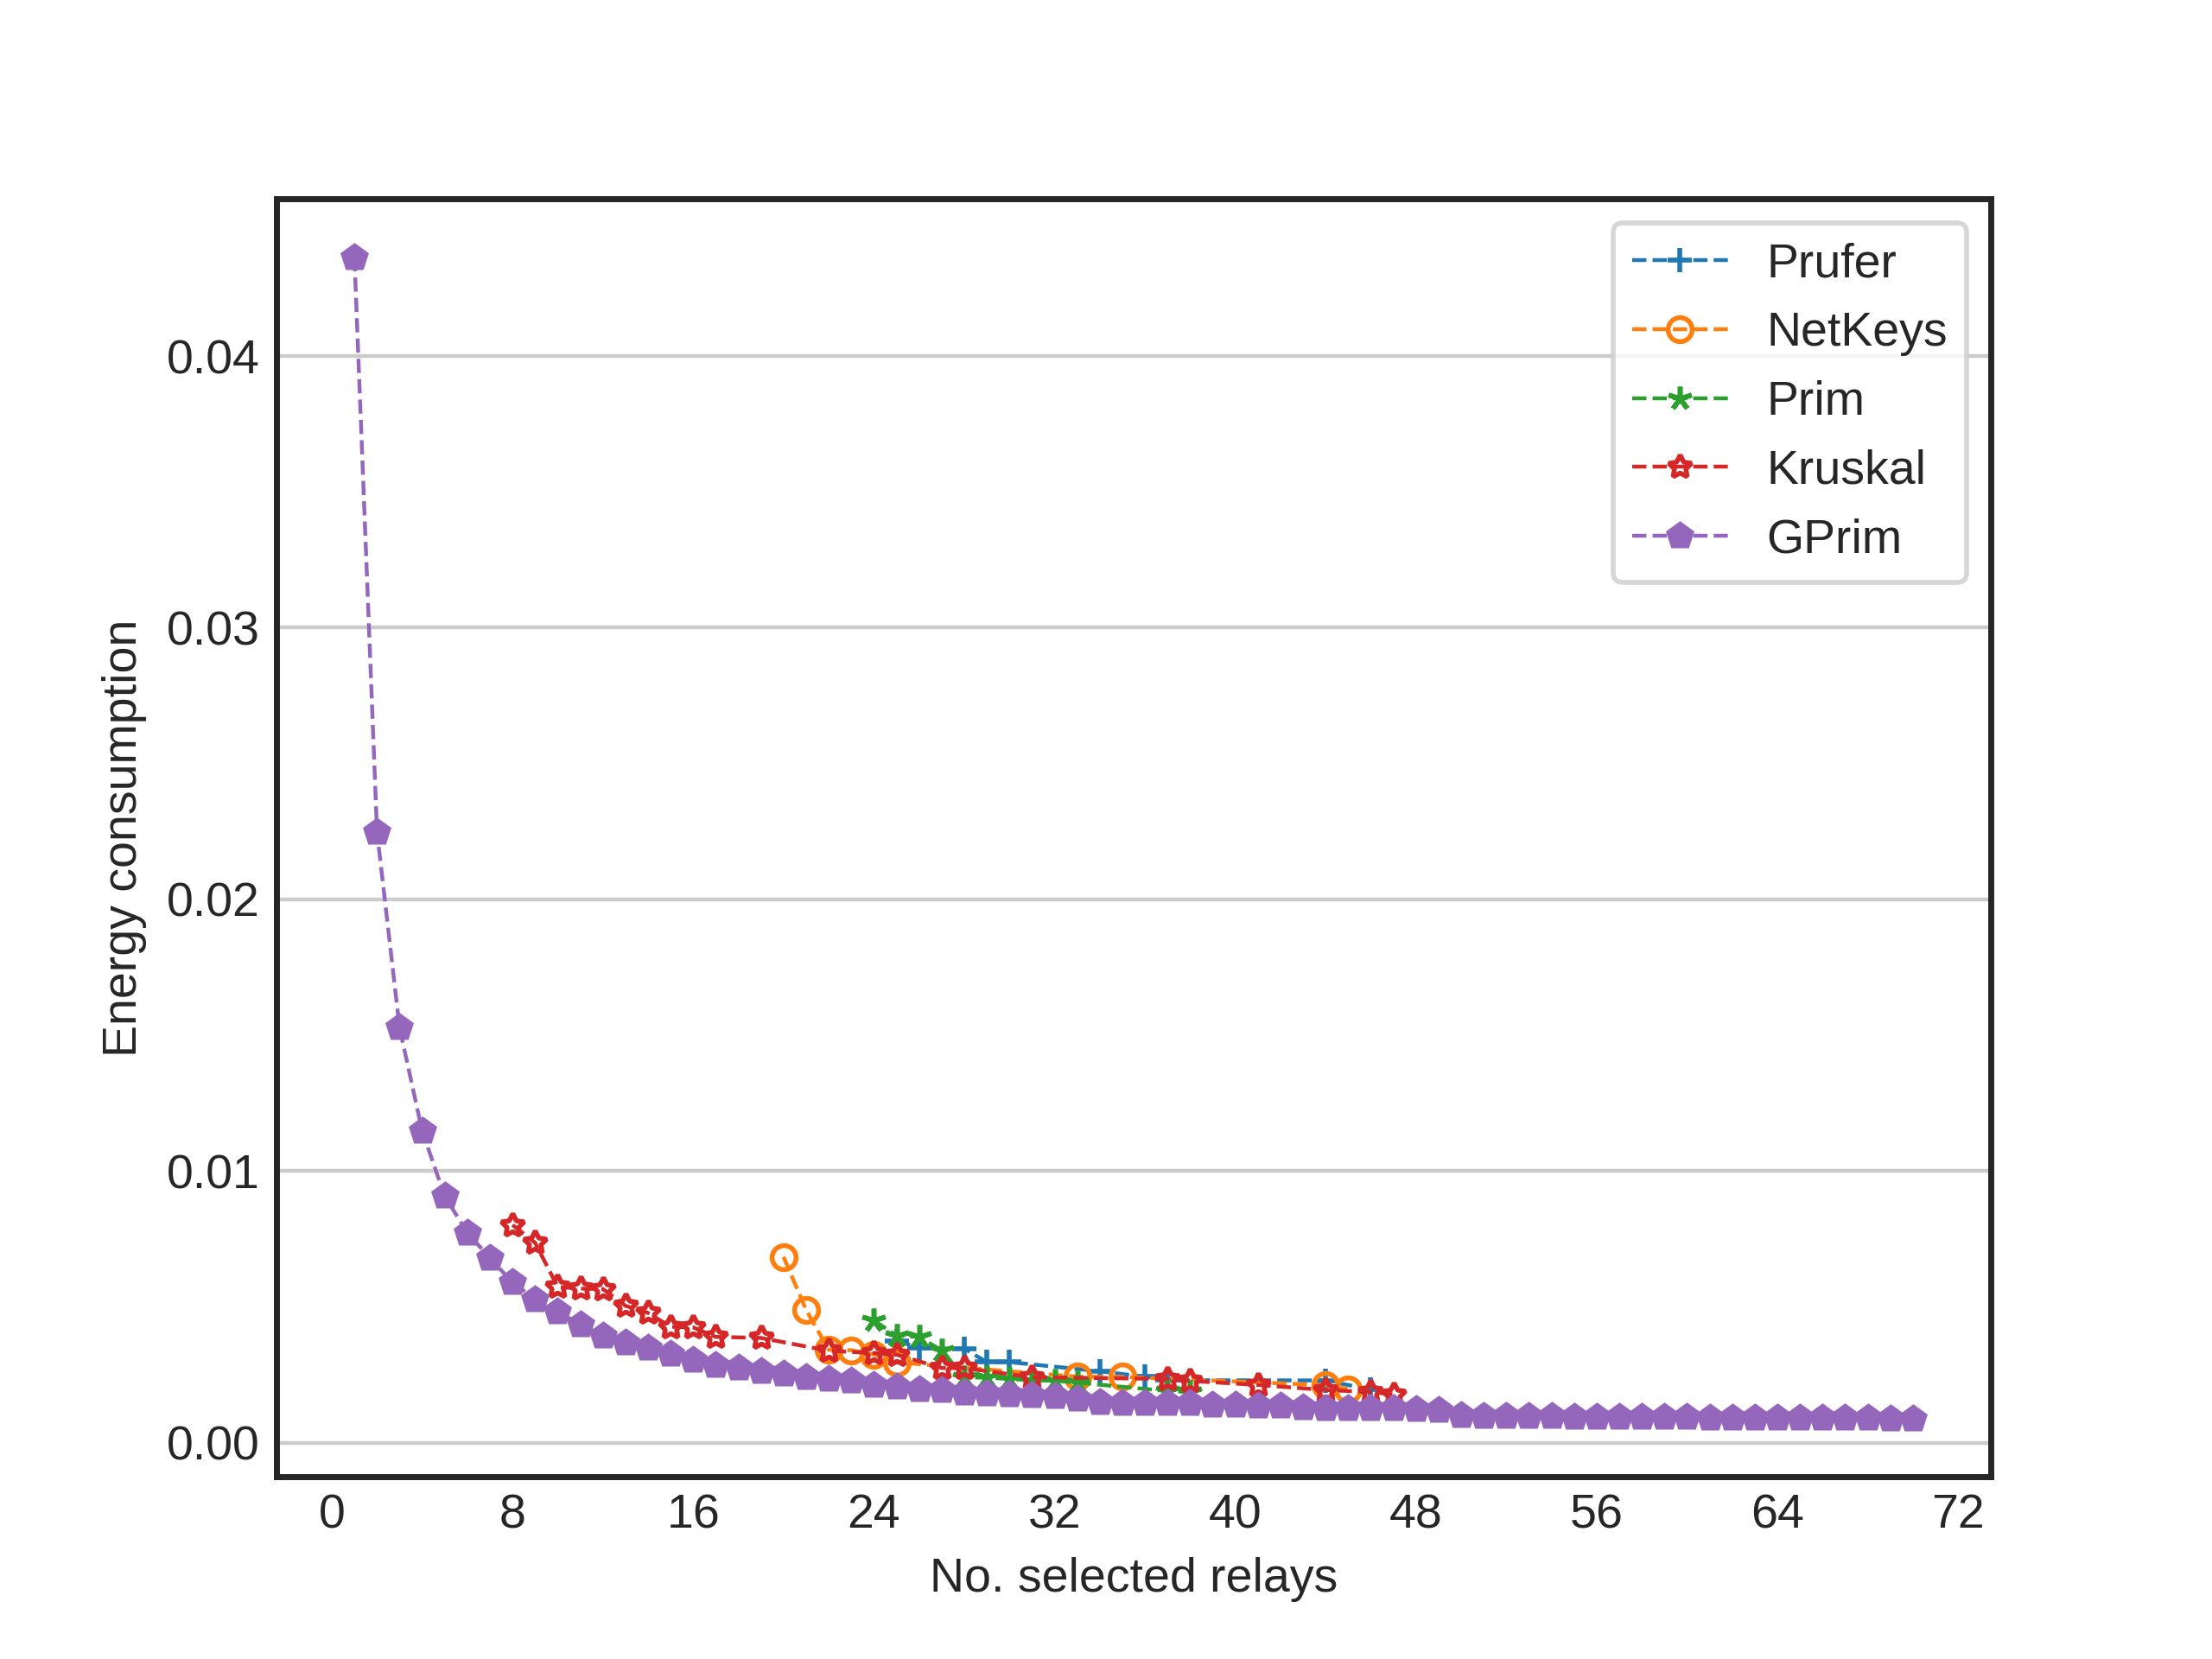 Prufer
NetKeys
Prim
Kruskal
GPrim
0.04
0.03
0.02
0.01
0.00
Energy consumption
0 8 16 24 32 40 48 56 64 72
No. selected relays